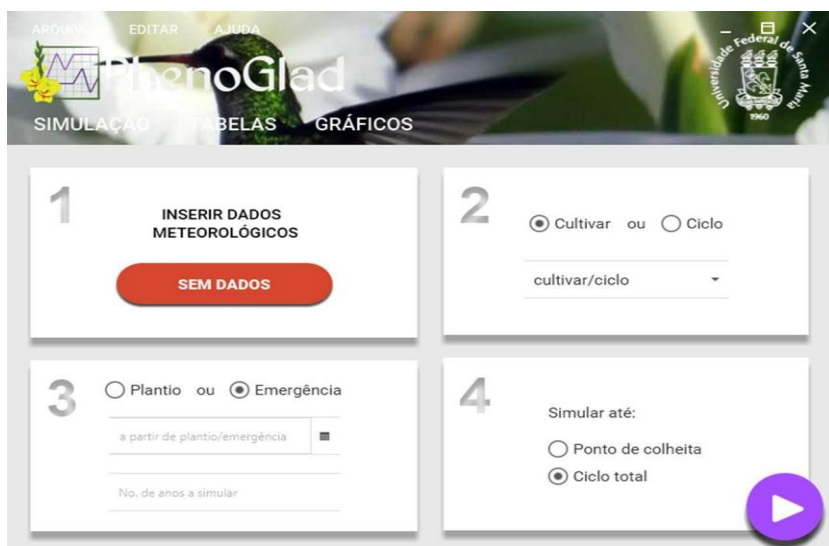 ARQUIVO EDITAR AJUDA
PhenoGlad
SIMULAÇÃO TABELAS GRÁFICOS
Universidade Federal de Santa Maria
1960
1
INSERIR DADOS
METEOROLÓGICOS
SEM DADOS
2
Cultivar ou Ciclo
cultivar/ciclo
3
Plantio ou Emergência
a partir de plantio/emergência
No. de anos a simular
4
Simular até:
Ponto de colheita
Ciclo total